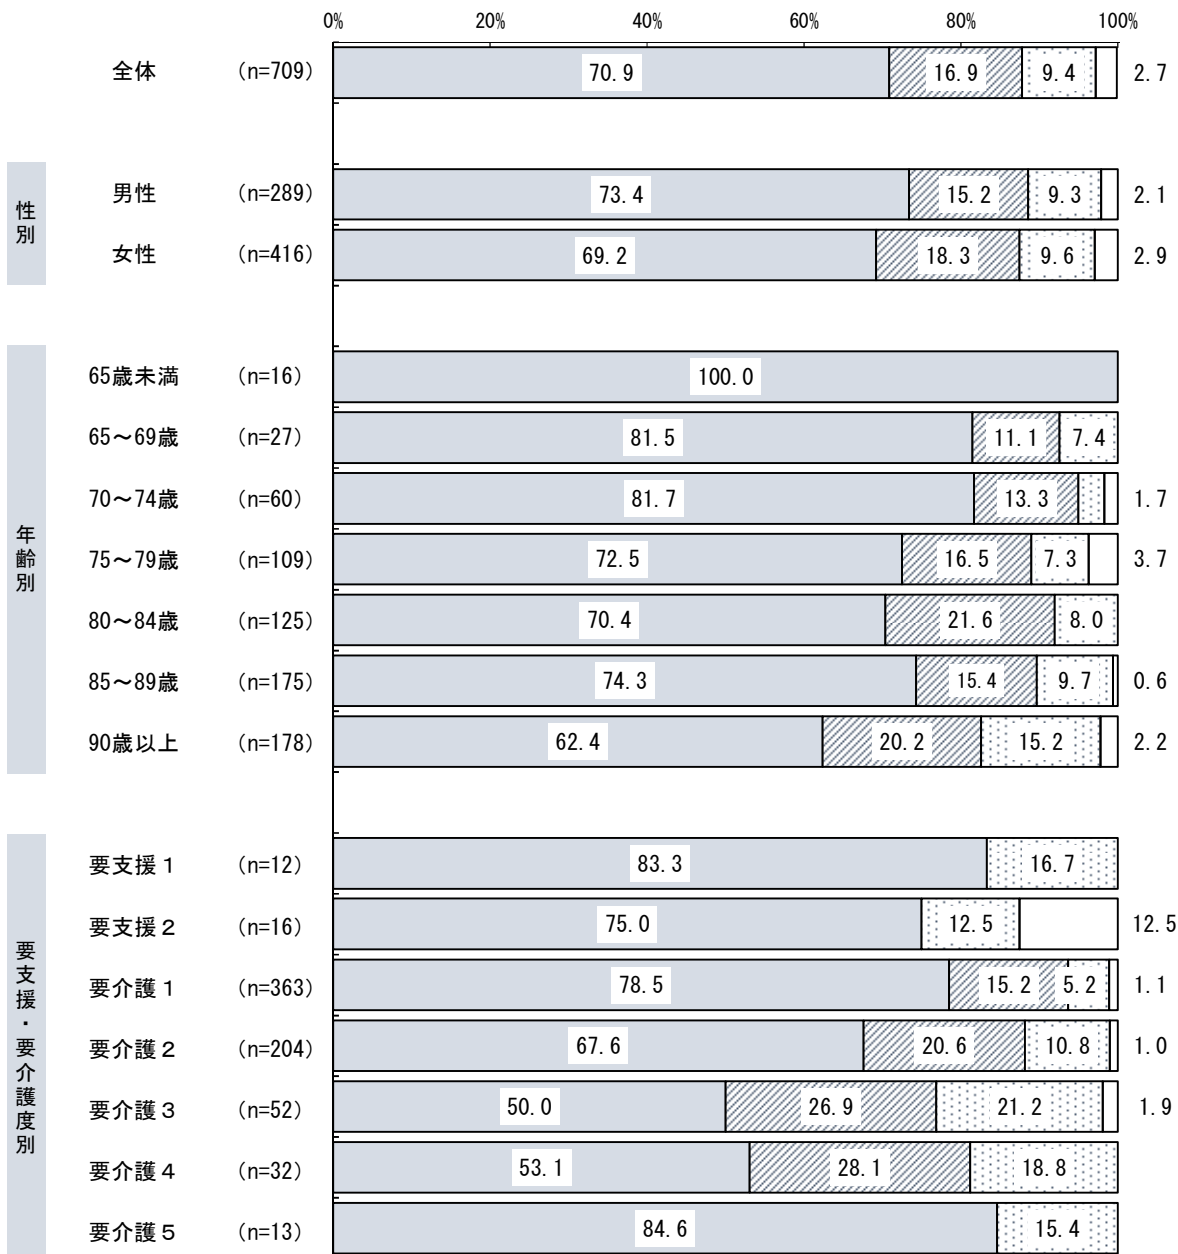 0% 20% 40% 60% 80% 100%
全体 (n=709) 70.9 16.9 9.4 2.7
性別
男性 (n=289) 73.4 15.2 9.3 2.1
女性 (n=416) 69.2 18.3 9.6 2.9
年齢別
65歳未満 (n=16) 100.0
65～69歳 (n=27) 81.5 11.1 7.4
70～74歳 (n=60) 81.7 13.3 1.7
75～79歳 (n=109) 72.5 16.5 7.3 3.7
80～84歳 (n=125) 70.4 21.6 8.0
85～89歳 (n=175) 74.3 15.4 9.7 0.6
90歳以上 (n=178) 62.4 20.2 15.2 2.2
要支援・要介護度別
要支援１ (n=12) 83.3 16.7
要支援２ (n=16) 75.0 12.5 12.5
要介護１ (n=363) 78.5 15.2 5.2 1.1
要介護２ (n=204) 67.6 20.6 10.8 1.0
要介護３ (n=52) 50.0 26.9 21.2 1.9
要介護４ (n=32) 53.1 28.1 18.8
要介護５ (n=13) 84.6 15.4